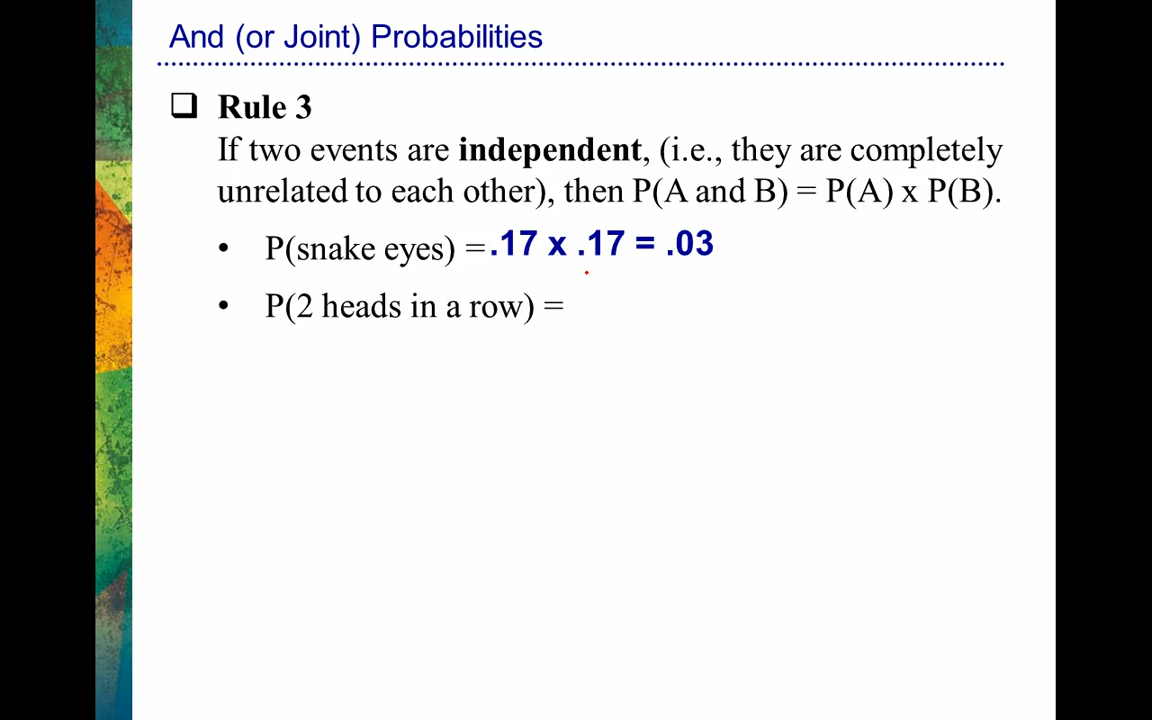 And (or Joint) Probabilities
❑ Rule 3
If two events are independent, (i.e., they are completely
unrelated to each other), then P(A and B) = P(A) x P(B).
• P(snake eyes) = .17 x .17 = .03
• P(2 heads in a row) =